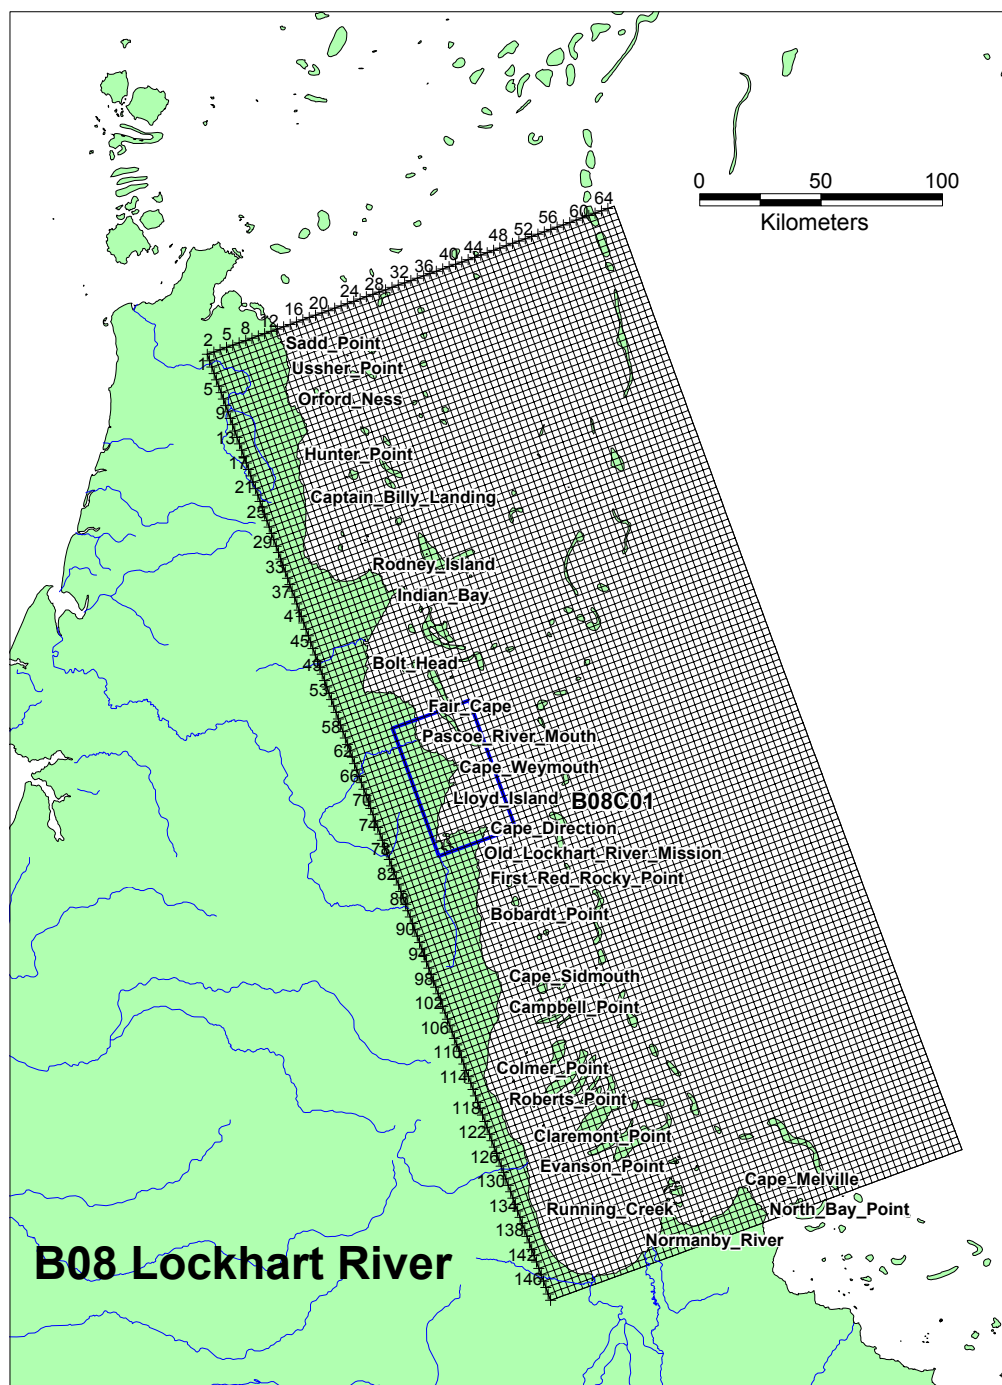 0 50 100
Kilometers
2 5 8 12 16 20 24 28 32 36 40 44 48 52 56 60 64
1
5
9
13
17
21
25
29
33
37
41
45
49
53
58
62
66
70
74
78
82
86
90
94
98
102
106
110
114
118
122
126
130
134
138
142
146
Sadd_Point
Ussher_Point
Orford_Ness
Hunter_Point
Captain_Billy_Landing
Rodney_Island
Indian_Bay
Bolt_Head
Fair_Cape
Pascoe_River_Mouth
Cape_Weymouth
Lloyd_Island
B08C01
Cape_Direction
Old_Lockhart_River_Mission
First_Red_Rocky_Point
Bobardt_Point
Cape_Sidmouth
Campbell_Point
Colmer_Point
Roberts_Point
Claremont_Point
Evanson_Point
Cape_Melville
Running_Creek
North_Bay_Point
Normanby_River
B08 Lockhart River